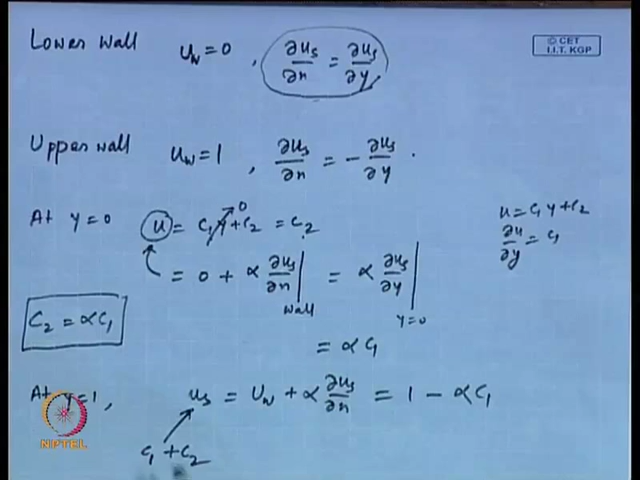 Lower wall U_w = 0 , ∂u_s/∂n = ∂u_s/∂y
© CET
I.I.T. KGP
Upper wall U_w = 1 , ∂u_s/∂n = - ∂u_s/∂y .
At y=0 u = C_1 y + C_2 = C_2
0
u = C_1 y + C_2
∂u/∂y = C_1
= 0 + α ∂u_s/∂n |wall = α ∂u_s/∂y |y=0
C_2 = α C_1
= α C_1
At y=1, u_s = U_w + α ∂u_s/∂n = 1 - α C_1
C_1 + C_2
NPTEL